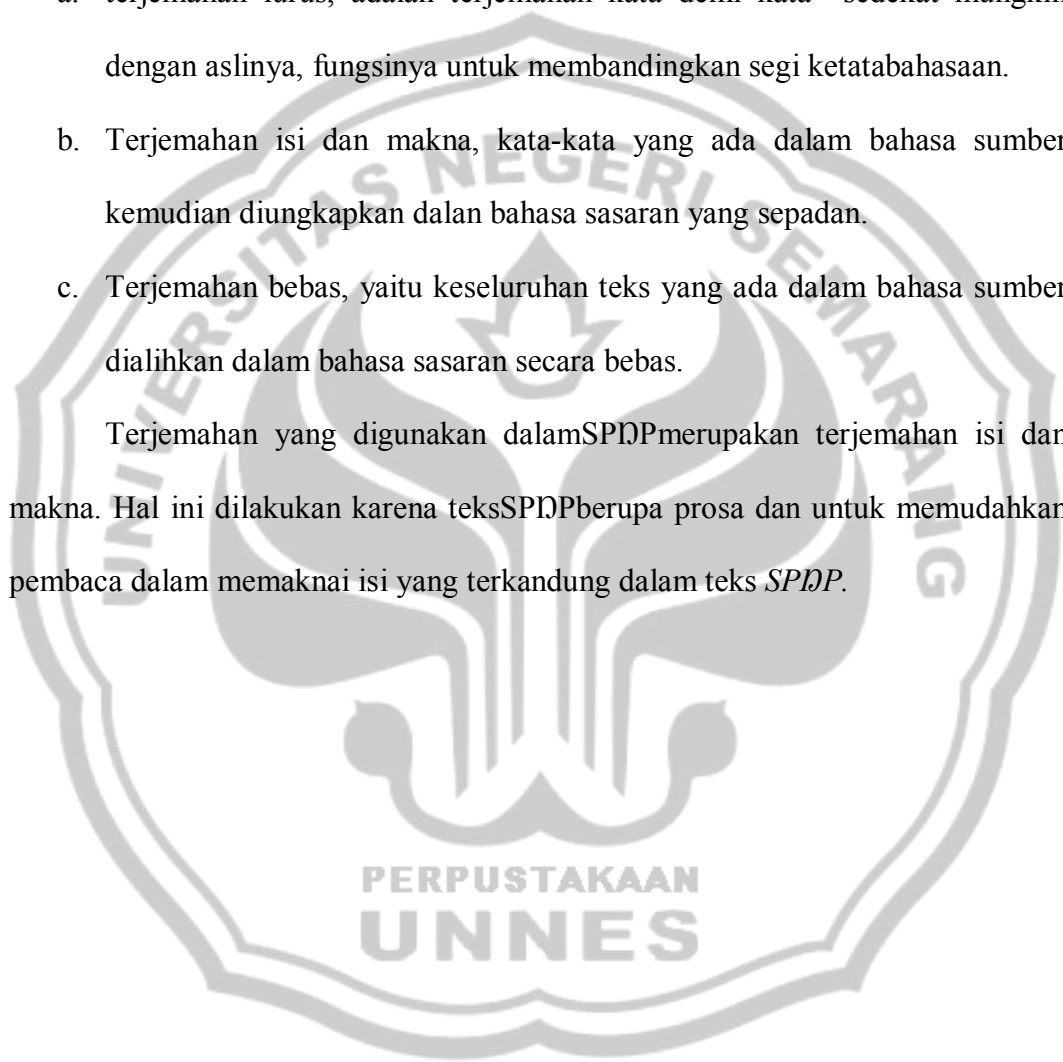 a. terjemahan lurus, adalah terjemahan kata demi kata sedekat mungkin
dengan aslinya, fungsinya untuk membandingkan segi ketatabahasaan.
b. Terjemahan isi dan makna, kata-kata yang ada dalam bahasa sumber
kemudian diungkapkan dalan bahasa sasaran yang sepadan.
c. Terjemahan bebas, yaitu keseluruhan teks yang ada dalam bahasa sumber
dialihkan dalam bahasa sasaran secara bebas.
Terjemahan yang digunakan dalamSPŊPmerupakan terjemahan isi dan
makna. Hal ini dilakukan karena teksSPŊPberupa prosa dan untuk memudahkan
pembaca dalam memaknai isi yang terkandung dalam teks SPŊP.
UNIVERSITAS NEGERI SEMARANG
PERPUSTAKAAN
UNNES